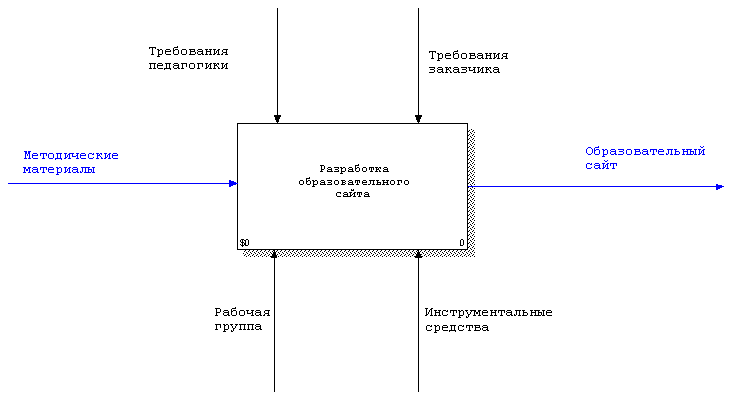 Требования
педагогики
Требования
заказчика
Методические
материалы
Разработка
образовательного
сайта
Образовательный
сайт
$0
0
Рабочая
группа
Инструментальные
средства